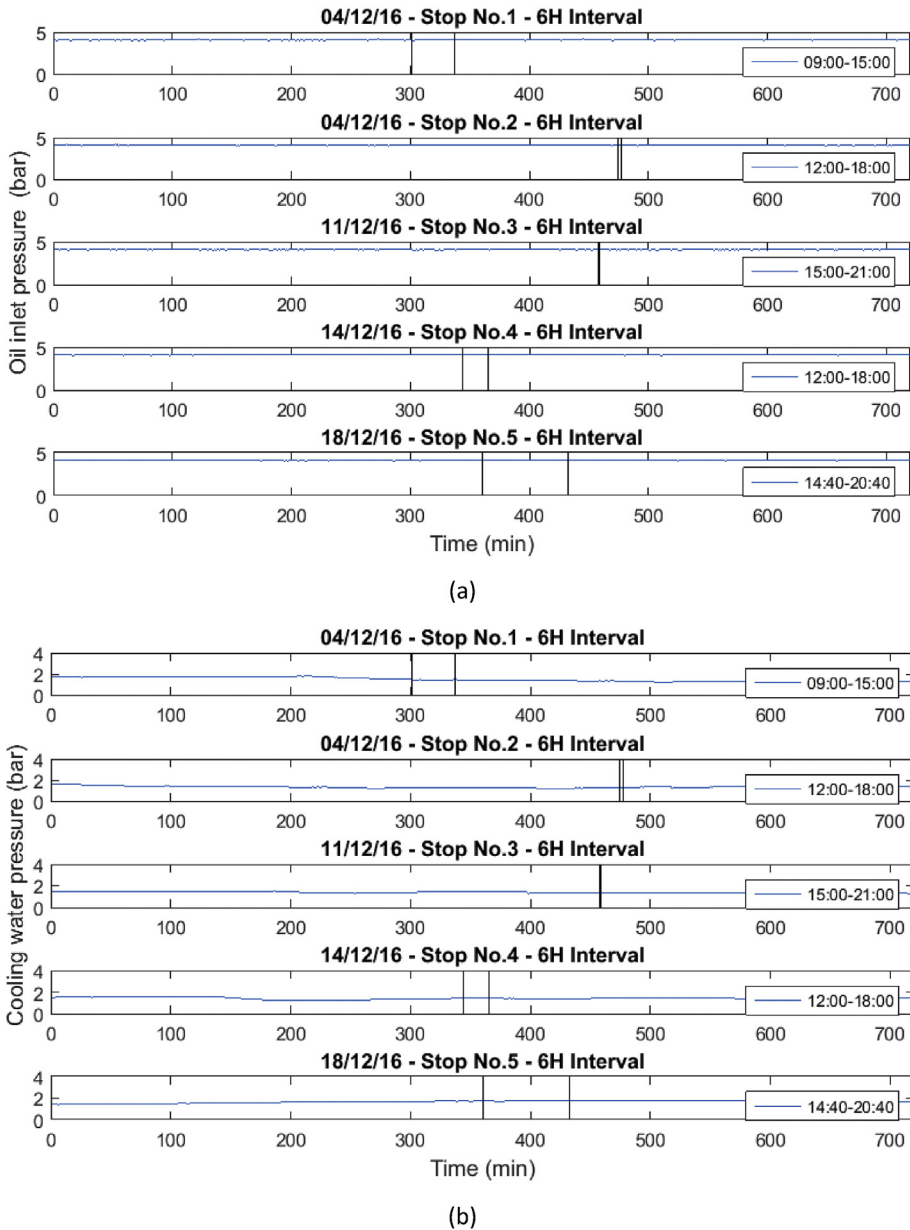 04/12/16 - Stop No.1 - 6H Interval
5
0
09:00-15:00
0 100 200 300 400 500 600 700
04/12/16 - Stop No.2 - 6H Interval
5
0
12:00-18:00
0 100 200 300 400 500 600 700
11/12/16 - Stop No.3 - 6H Interval
5
0
15:00-21:00
0 100 200 300 400 500 600 700
14/12/16 - Stop No.4 - 6H Interval
5
0
12:00-18:00
0 100 200 300 400 500 600 700
18/12/16 - Stop No.5 - 6H Interval
5
0
14:40-20:40
0 100 200 300 400 500 600 700
Oil inlet pressure (bar)
Time (min)
(a)
04/12/16 - Stop No.1 - 6H Interval
4
2
0
09:00-15:00
0 100 200 300 400 500 600 700
04/12/16 - Stop No.2 - 6H Interval
4
2
0
12:00-18:00
0 100 200 300 400 500 600 700
11/12/16 - Stop No.3 - 6H Interval
4
2
0
15:00-21:00
0 100 200 300 400 500 600 700
14/12/16 - Stop No.4 - 6H Interval
4
2
0
12:00-18:00
0 100 200 300 400 500 600 700
18/12/16 - Stop No.5 - 6H Interval
4
2
0
14:40-20:40
0 100 200 300 400 500 600 700
Cooling water pressure (bar)
Time (min)
(b)